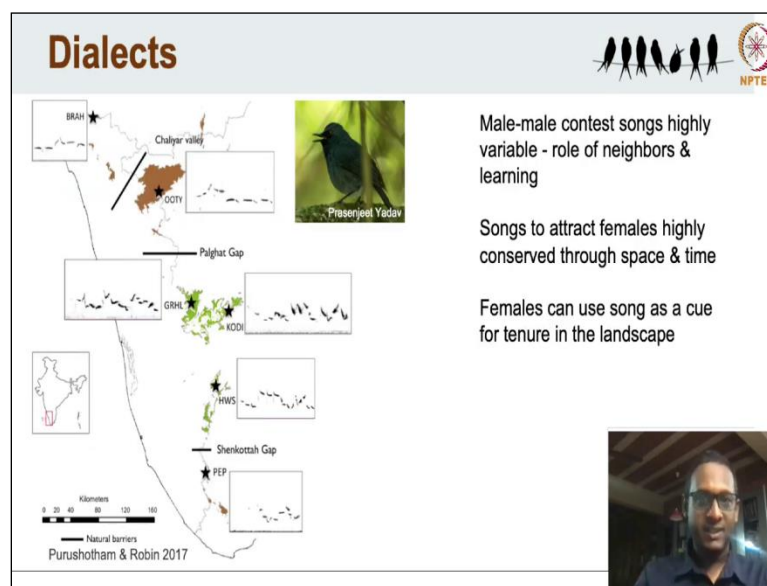 Dialects
NPTE
BRAH
Chaliyar valley
OOTY
Prasenjeet Yadav
Palghat Gap
GRHL
KODI
HWS
Shenkottah Gap
PEP
Kilometers
0 20 40 80 120 160
Natural barriers
Purushotham & Robin 2017
Male-male contest songs highly
variable - role of neighbors &
learning
Songs to attract females highly
conserved through space & time
Females can use song as a cue
for tenure in the landscape